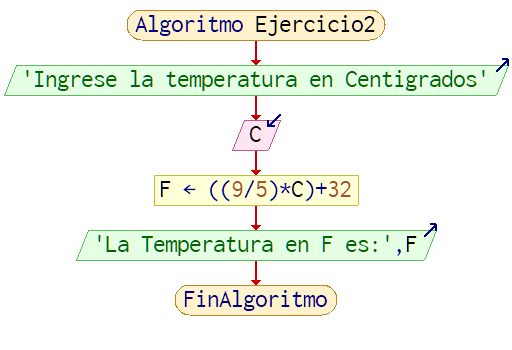 Algoritmo Ejercicio2
'Ingrese la temperatura en Centigrados'
C
F ← ((9/5)*C)+32
'La Temperatura en F es:',F
FinAlgoritmo